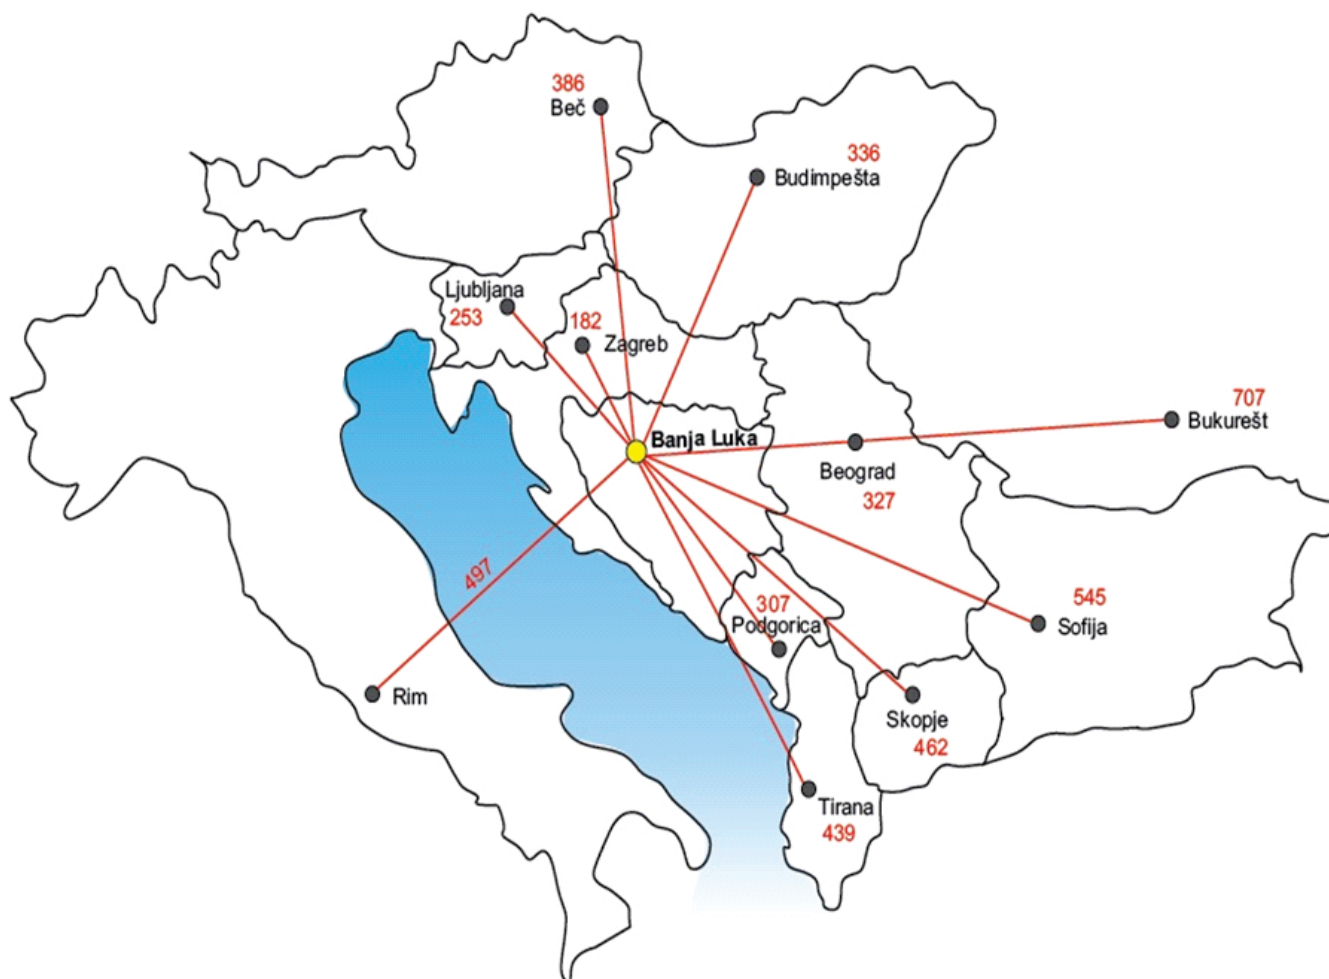 386
Beč
336
Budimpešta
Ljubljana
253
182
Zagreb
707
Bukurešt
Banja Luka
Beograd
327
497
307
Podgorica
545
Sofija
Rim
Skopje
462
Tirana
439